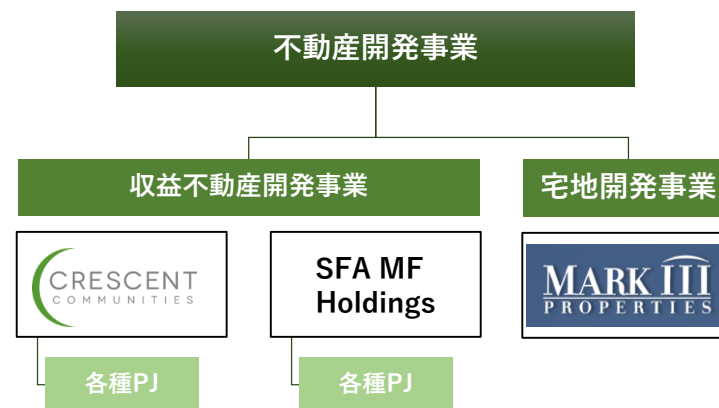 不動産開発事業
収益不動産開発事業
宅地開発事業
CRESCENT
COMMUNITIES
SFA MF
Holdings
MARK III
PROPERTIES
各種PJ
各種PJ